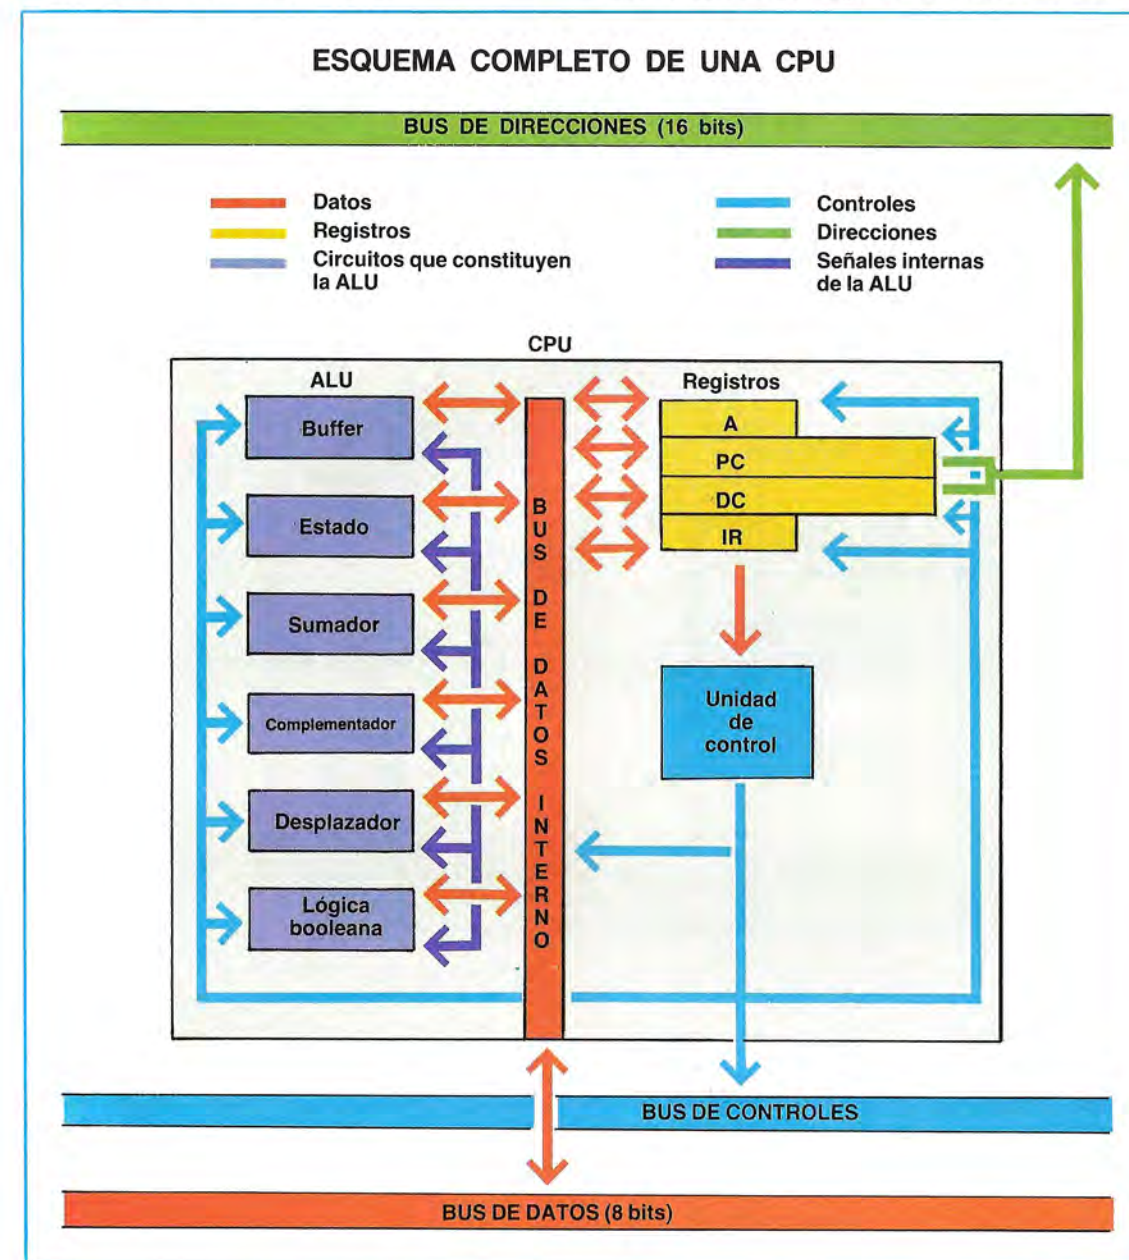 ESQUEMA COMPLETO DE UNA CPU
BUS DE DIRECCIONES (16 bits)
Datos
Registros
Circuitos que constituyen
la ALU
Controles
Direcciones
Señales internas
de la ALU
CPU
ALU
Buffer
Estado
Sumador
Complementador
Desplazador
Lógica
booleana
BUS DE DATOS INTERNO
Registros
A
PC
DC
IR
Unidad
de
control
BUS DE CONTROLES
BUS DE DATOS (8 bits)